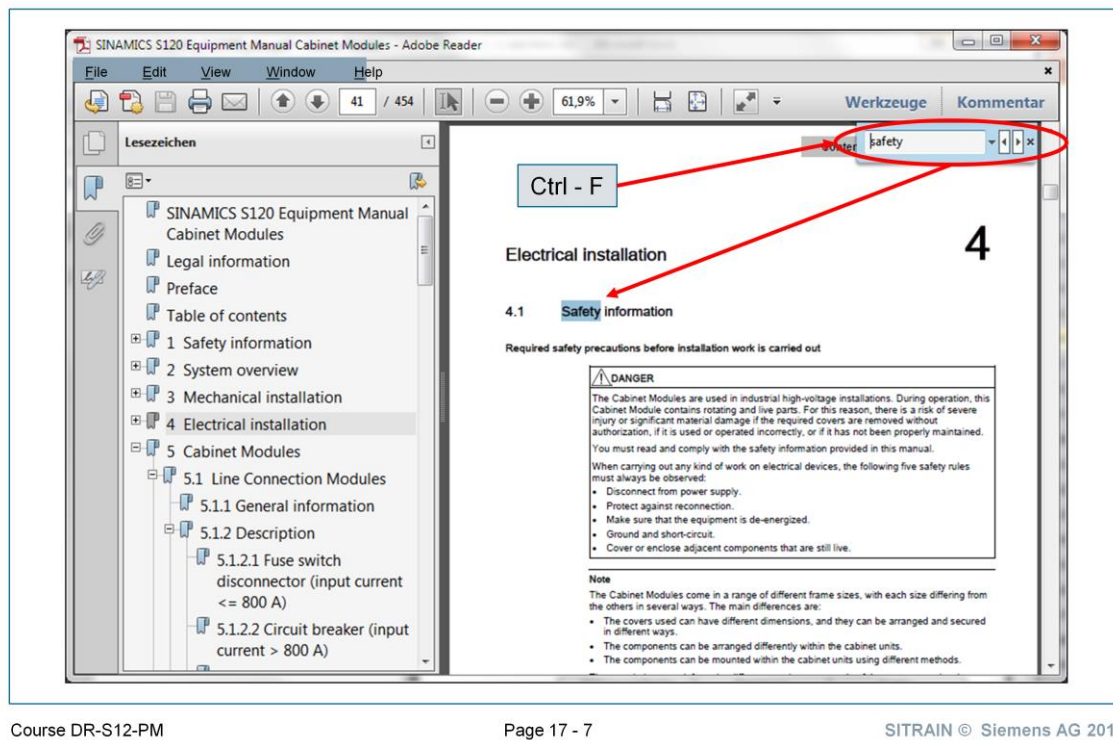 SINAMICS S120 Equipment Manual Cabinet Modules - Adobe Reader
File Edit View Window Help
41 / 454 61,9% Werkzeuge Kommentar
Lesezeichen
safety
Ctrl - F
SINAMICS S120 Equipment Manual
Cabinet Modules
Legal information
Preface
Table of contents
1 Safety information
2 System overview
3 Mechanical installation
4 Electrical installation
5 Cabinet Modules
5.1 Line Connection Modules
5.1.1 General information
5.1.2 Description
5.1.2.1 Fuse switch
disconnector (input current
<= 800 A)
5.1.2.2 Circuit breaker (input
current > 800 A)
Electrical installation 4
4.1 Safety information
Required safety precautions before installation work is carried out
DANGER
The Cabinet Modules are used in industrial high-voltage installations. During operation, this
Cabinet Module contains rotating and live parts. For this reason, there is a risk of severe
injury or significant material damage if the required covers are removed without
authorization, if it is used or operated incorrectly, or if it has not been properly maintained.
You must read and comply with the safety information provided in this manual.
When carrying out any kind of work on electrical devices, the following five safety rules
must always be observed:
• Disconnect from power supply.
• Protect against reconnection.
• Make sure that the equipment is de-energized.
• Ground and short-circuit.
• Cover or enclose adjacent components that are still live.
Note
The Cabinet Modules come in a range of different frame sizes, with each size differing from
the others in several ways. The main differences are:
• The covers used can have different dimensions, and they can be arranged and secured
in different ways.
• The components can be arranged differently within the cabinet units.
• The components can be mounted within the cabinet units using different methods.
Course DR-S12-PM Page 17 - 7 SITRAIN © Siemens AG 201